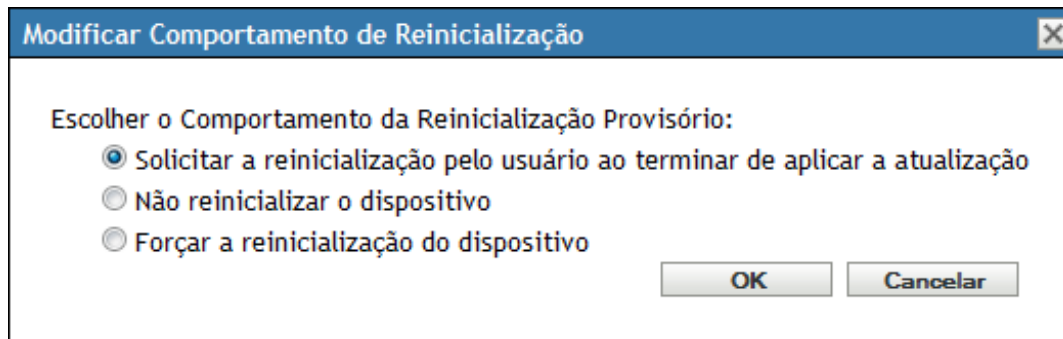 Modificar Comportamento de Reinicialização
Escolher o Comportamento da Reinicialização Provisório:
Solicitar a reinicialização pelo usuário ao terminar de aplicar a atualização
Não reinicializar o dispositivo
Forçar a reinicialização do dispositivo
OK Cancelar